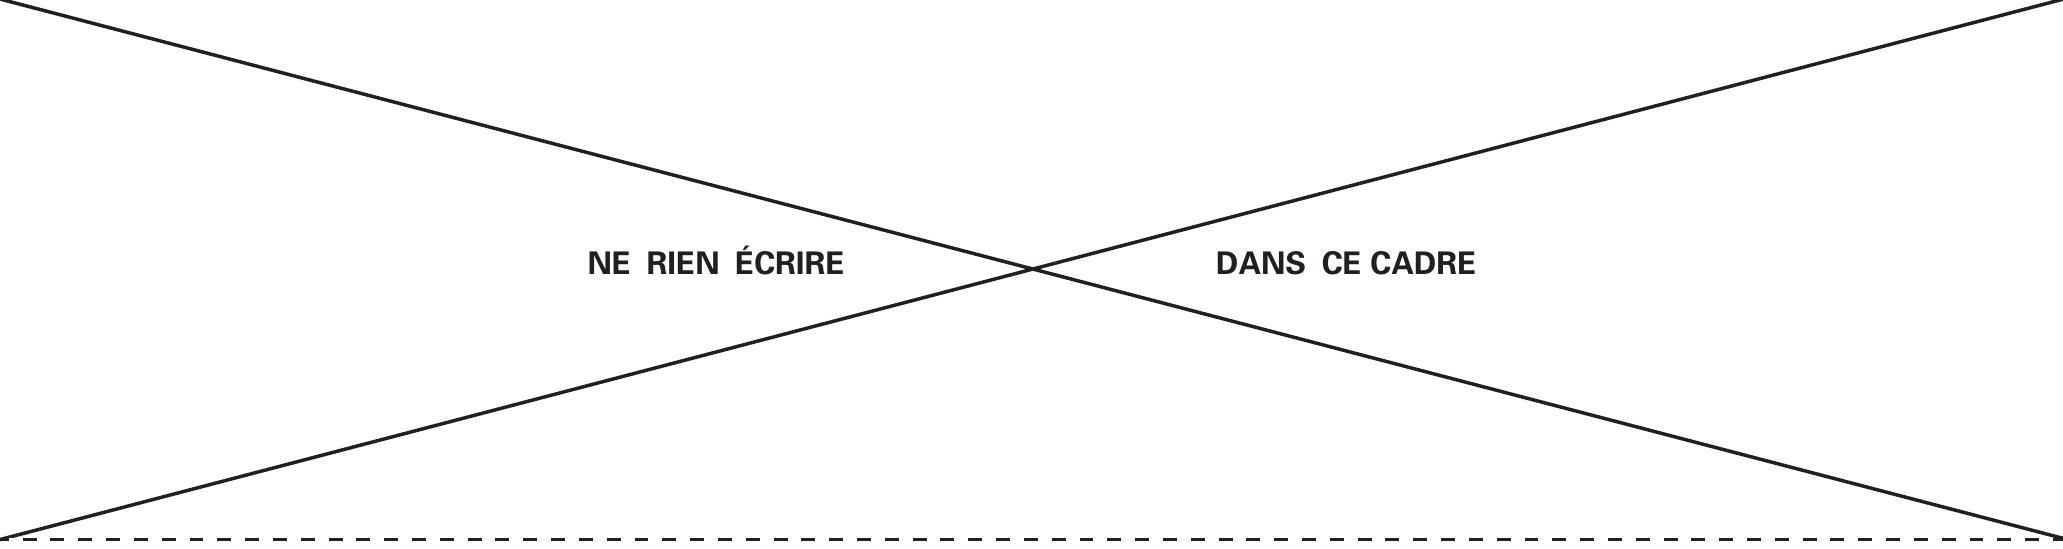 NE RIEN ÉCRIRE DANS CE CADRE